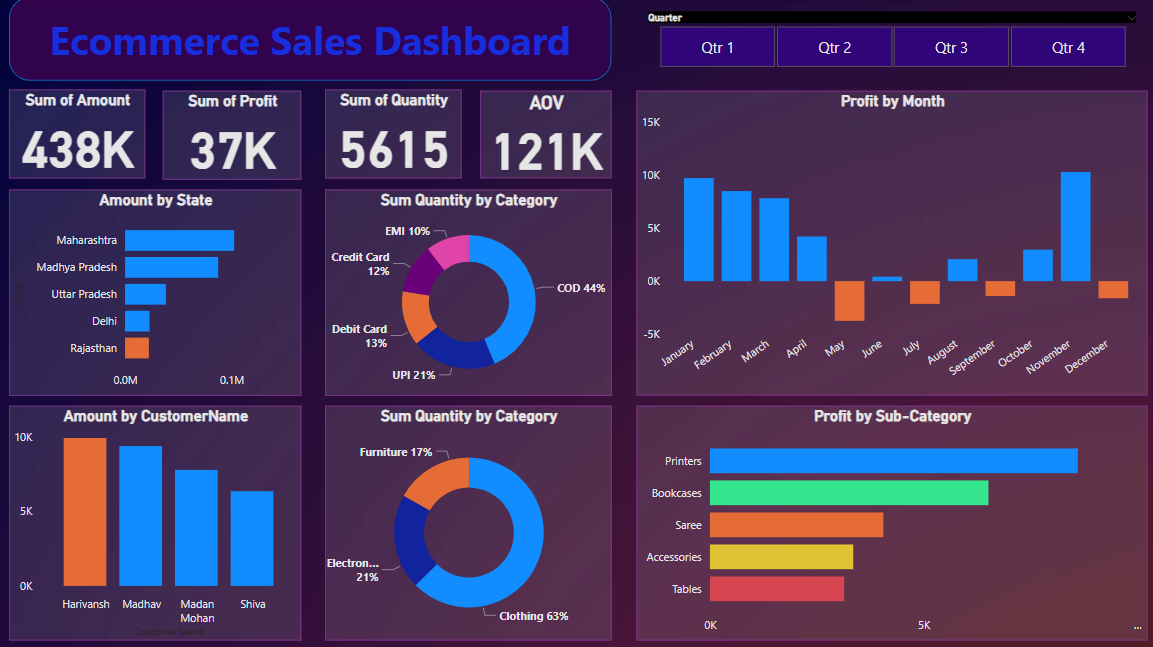 Ecommerce Sales Dashboard
Quarter
Qtr 1
Qtr 2
Qtr 3
Qtr 4
Sum of Amount
438K
Sum of Profit
37K
Sum of Quantity
5615
AOV
121K
Amount by State
Maharashtra
Madhya Pradesh
Uttar Pradesh
Delhi
Rajasthan
0.0M
0.1M
Sum Quantity by Category
EMI 10%
Credit Card
12%
COD 44%
Debit Card
13%
UPI 21%
Profit by Month
15K
10K
5K
0K
-5K
January
February
March
April
May
June
July
August
September
October
November
December
Amount by CustomerName
10K
5K
0K
Harivansh
Madhav
Madan
Mohan
Shiva
CustomerName
Sum Quantity by Category
Furniture 17%
Electron...
21%
Clothing 63%
Profit by Sub-Category
Printers
Bookcases
Saree
Accessories
Tables
0K
5K
...